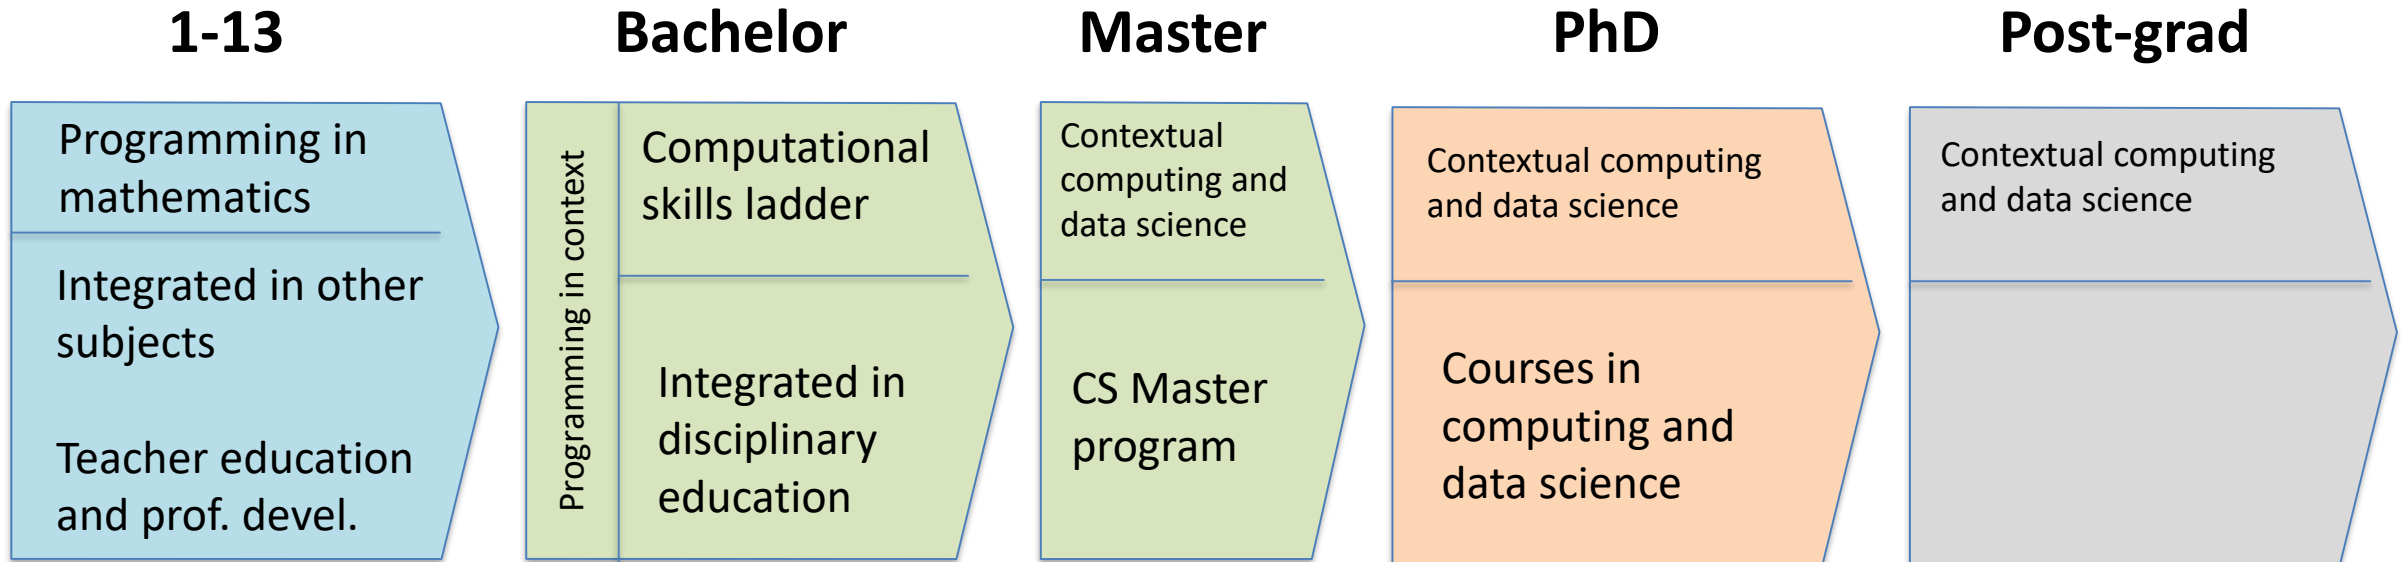 1-13
Bachelor
Master
PhD
Post-grad
Programming in
mathematics
Integrated in other
subjects
Teacher education
and prof. devel.
Programming in context
Computational
skills ladder
Integrated in
disciplinary
education
Contextual
computing and
data science
CS Master
program
Contextual computing
and data science
Courses in
computing and
data science
Contextual computing
and data science